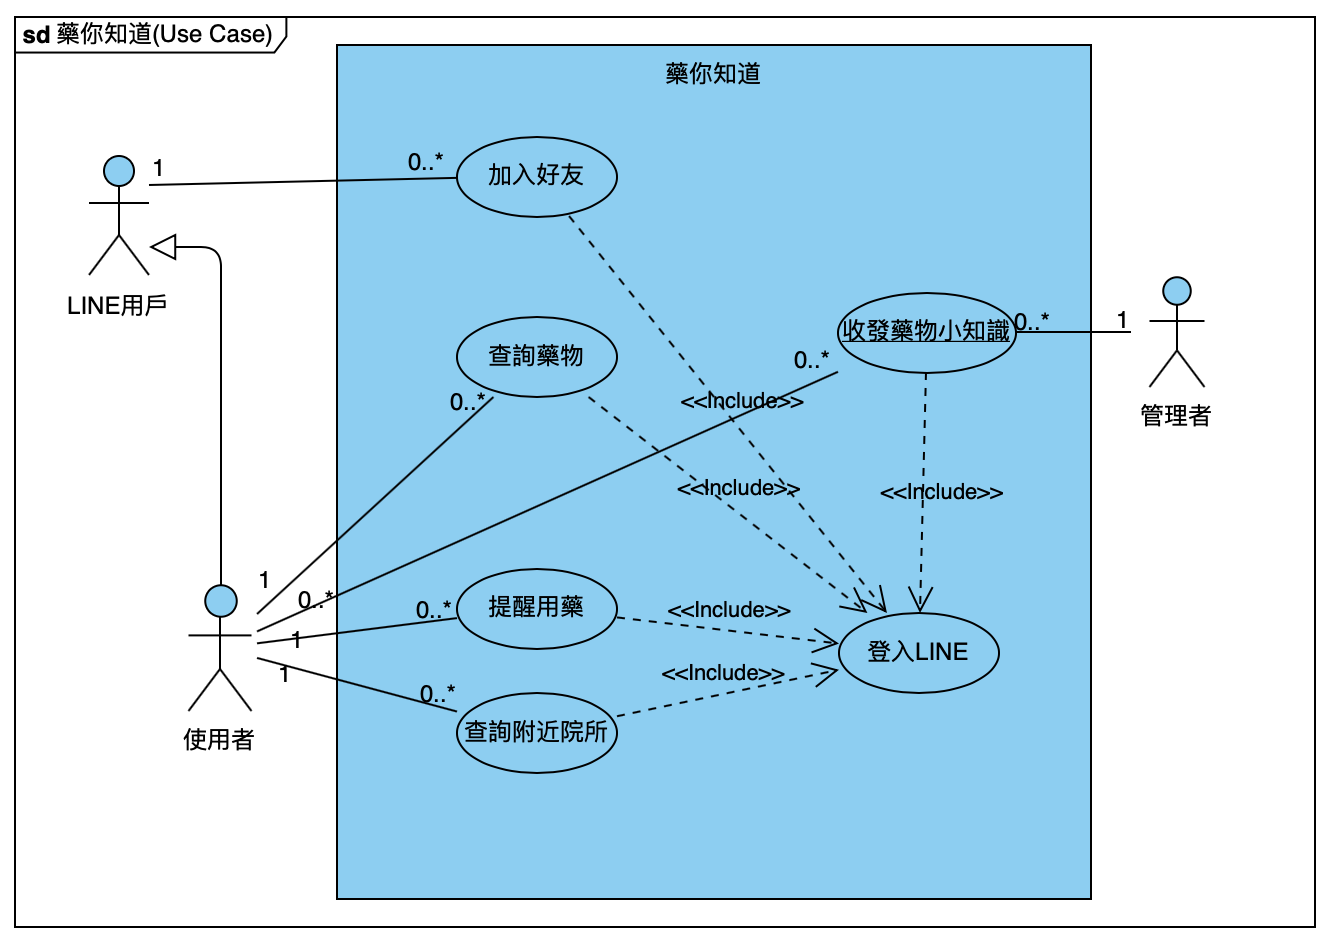 sd 藥你知道(Use Case)
藥你知道
1
0..*
加入好友
LINE用戶
查詢藥物
0..*
收發藥物小知識
0..*
1
0..*
管理者
<<Include>>
<<Include>>
<<Include>>
1
0..*
0..*
提醒用藥
<<Include>>
1
登入LINE
1
0..*
<<Include>>
查詢附近院所
使用者